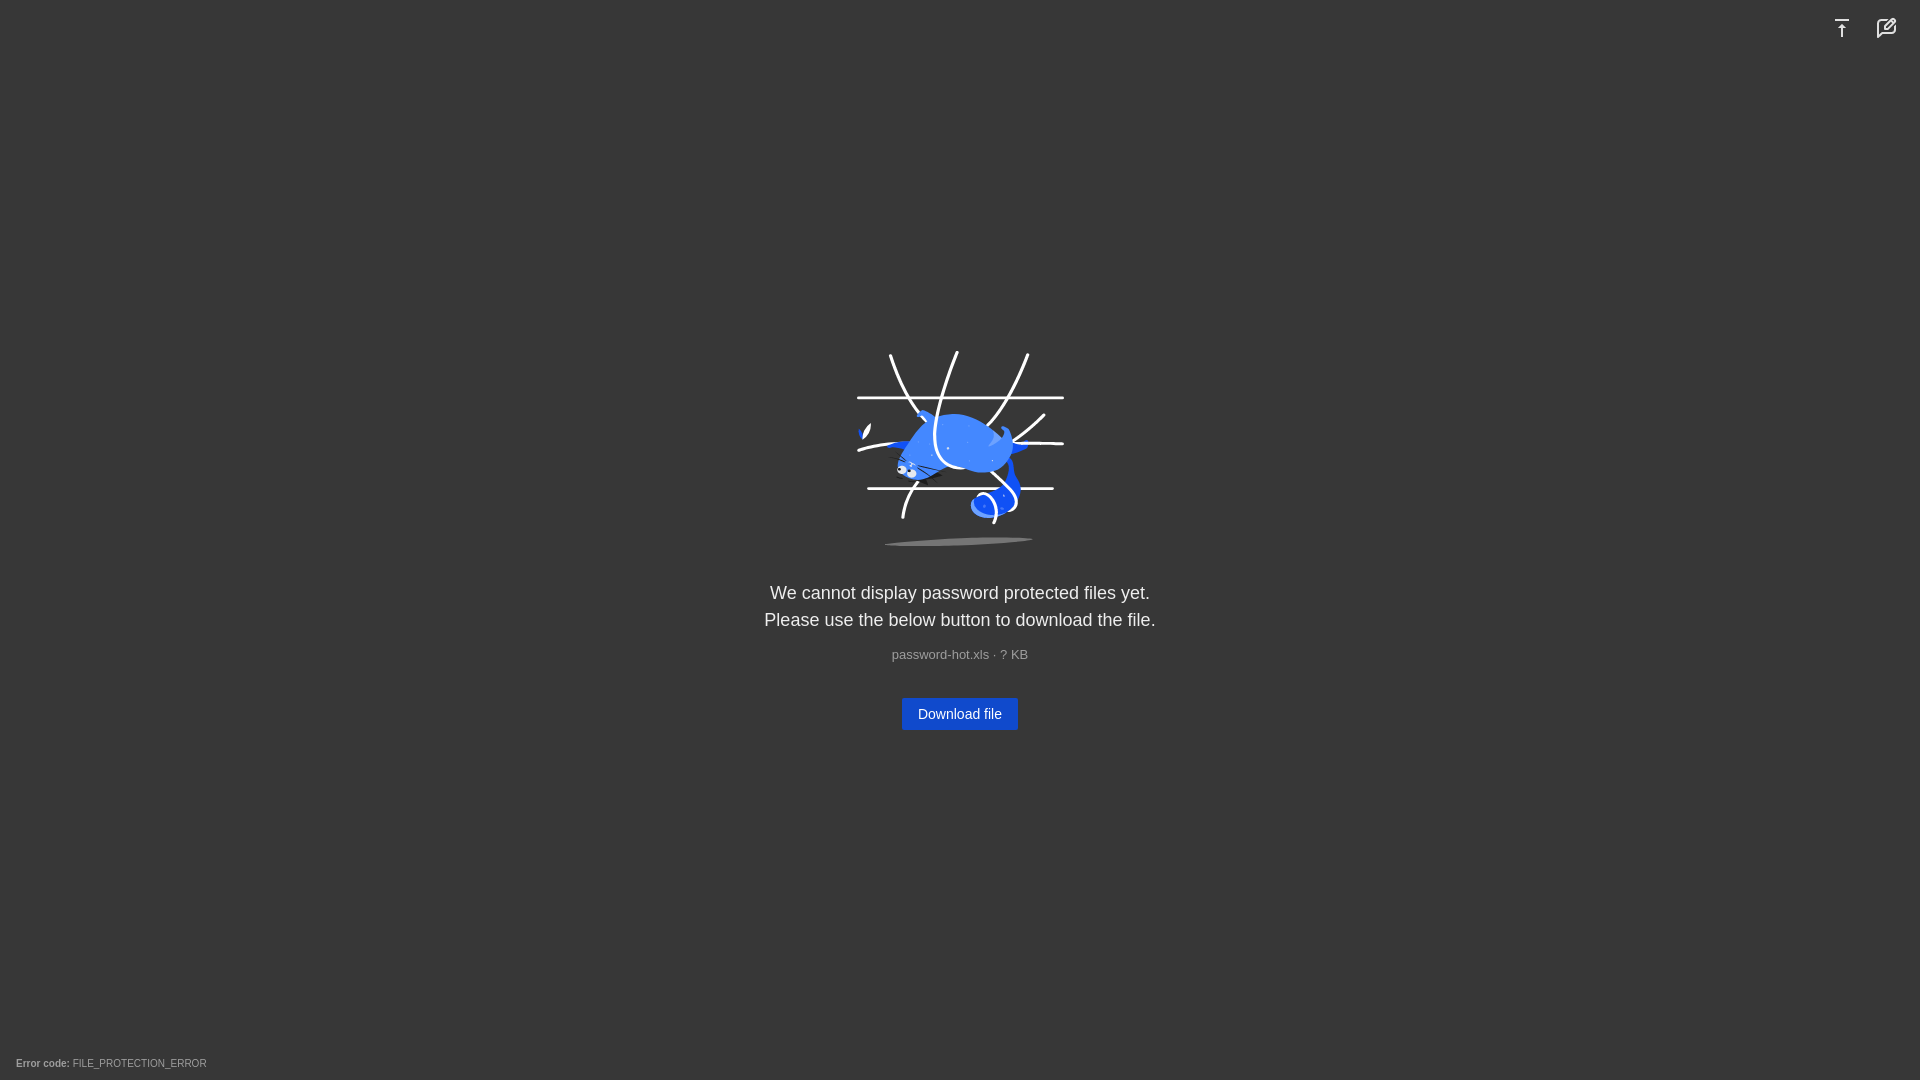 We cannot display password protected files yet.
Please use the below button to download the file.
password-hot.xls · ? KB
Download file
Error code: FILE_PROTECTION_ERROR